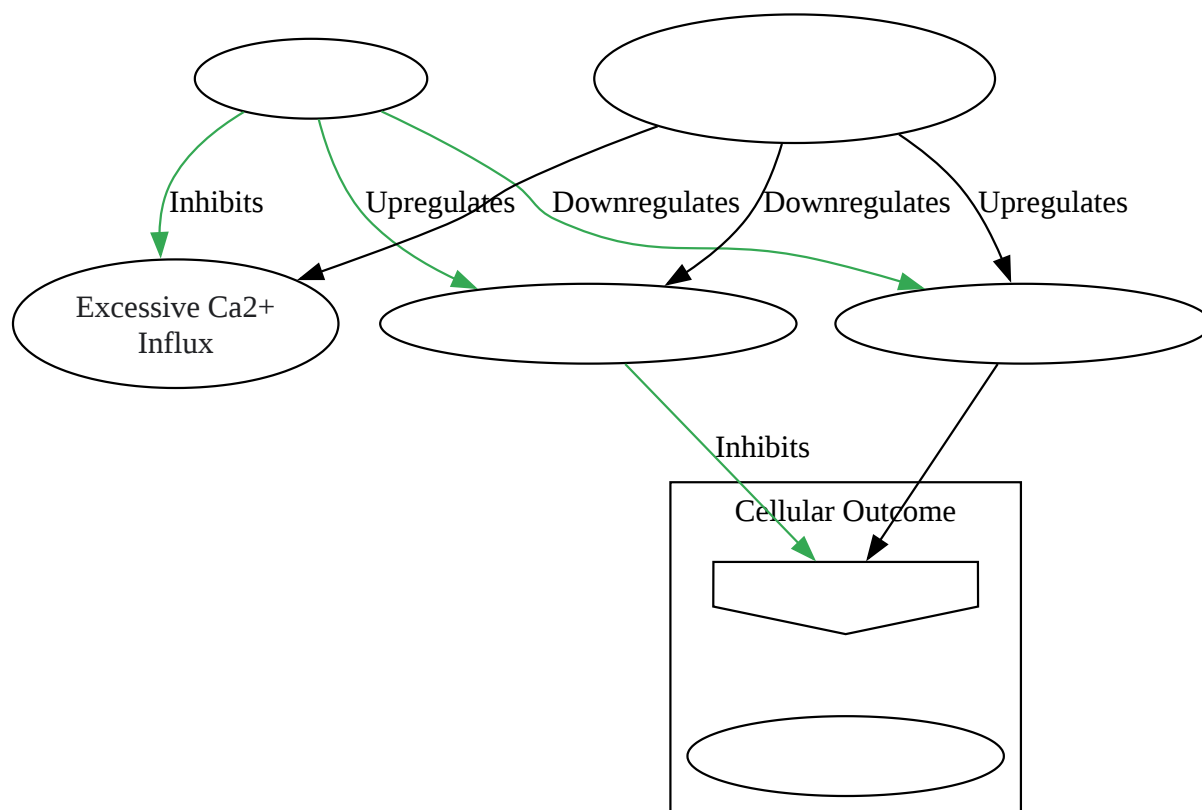 Inhibits
Upregulates
Downregulates
Downregulates
Upregulates
Excessive Ca2+
Influx
Inhibits
Cellular Outcome